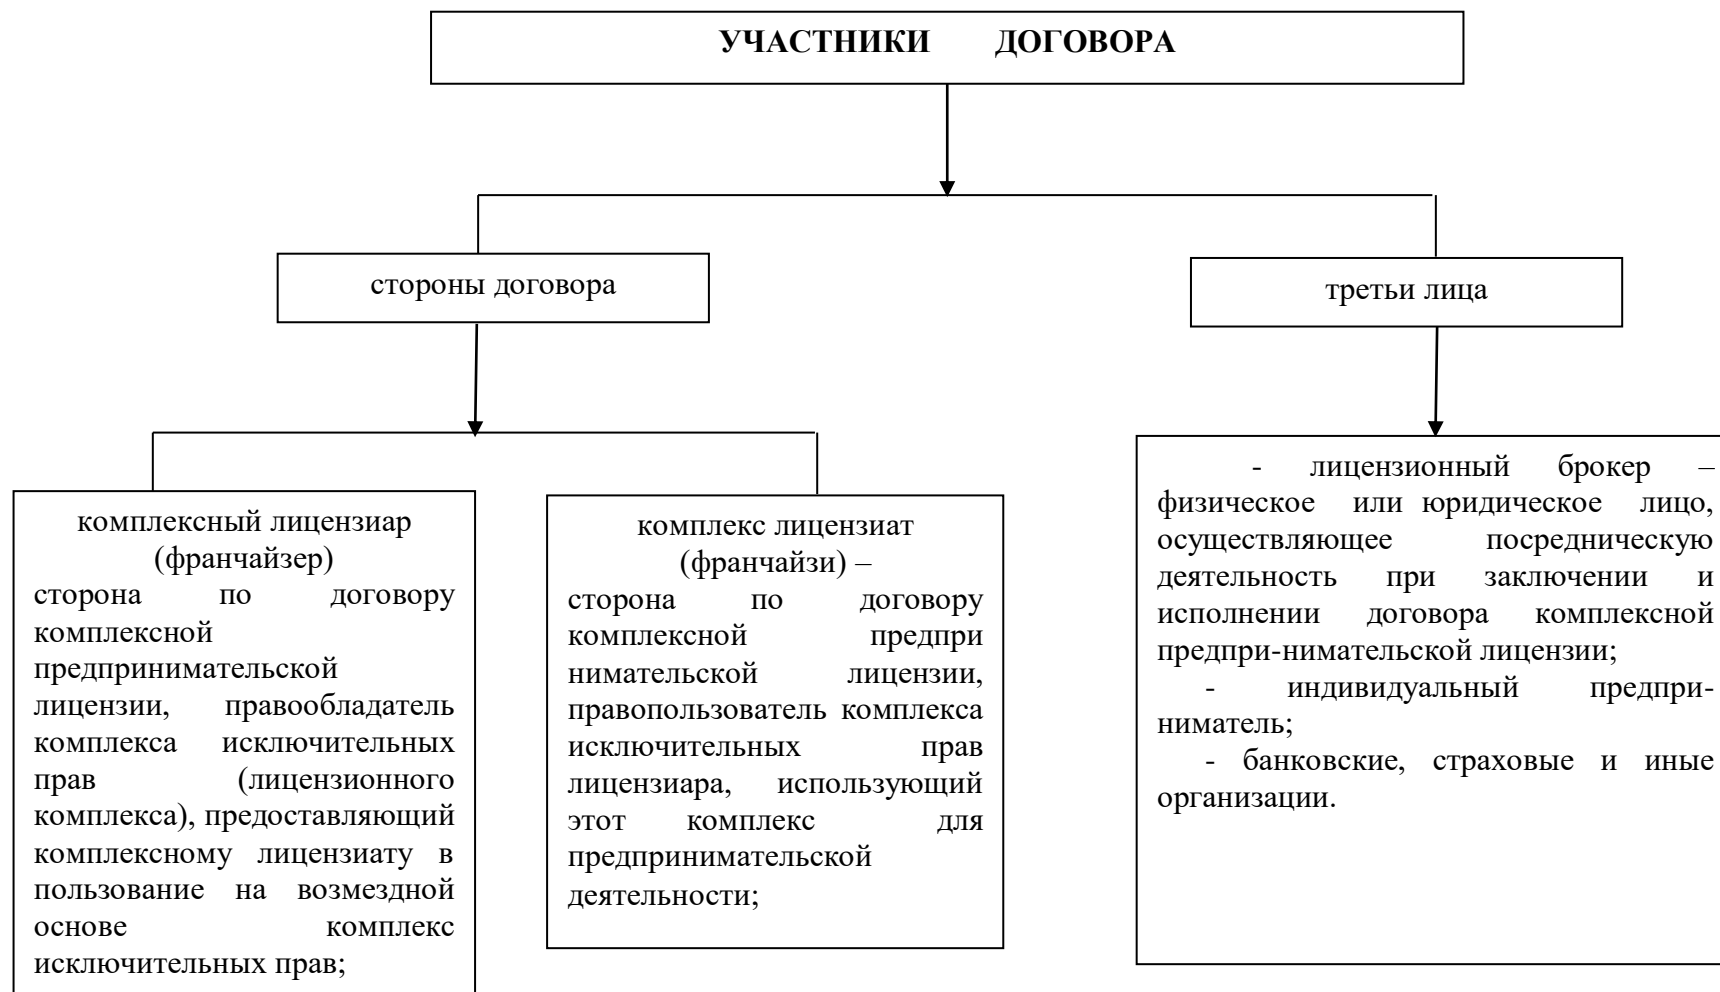 УЧАСТНИКИ ДОГОВОРА
стороны договора
третьи лица
комплексный лицензиар
(франчайзер)
сторона по договору
комплексной
предпринимательской
лицензии, правообладатель
комплекса исключительных
прав (лицензионного
комплекса), предоставляющий
комплексному лицензиату в
пользование на возмездной
основе комплекс
исключительных прав;
комплекс лицензиат
(франчайзи) –
сторона по договору
комплексной предпри
нимательской лицензии,
правопользователь комплекса
исключительных прав
лицензиара, использующий
этот комплекс для
предпринимательской
деятельности;
- лицензионный брокер –
физическое или юридическое лицо,
осуществляющее посредническую
деятельность при заключении и
исполнении договора комплексной
предпри-нимательской лицензии;
- индивидуальный предпри-
ниматель;
- банковские, страховые и иные
организации.